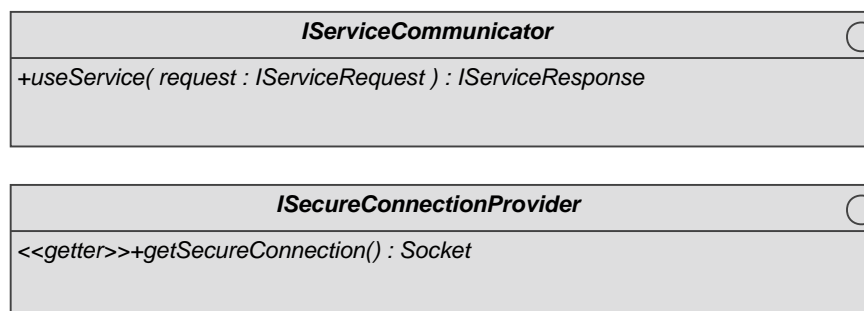 IServiceCommunicator
+useService( request : IServiceRequest ) : IServiceResponse
ISecureConnectionProvider
<<getter>>+getSecureConnection() : Socket